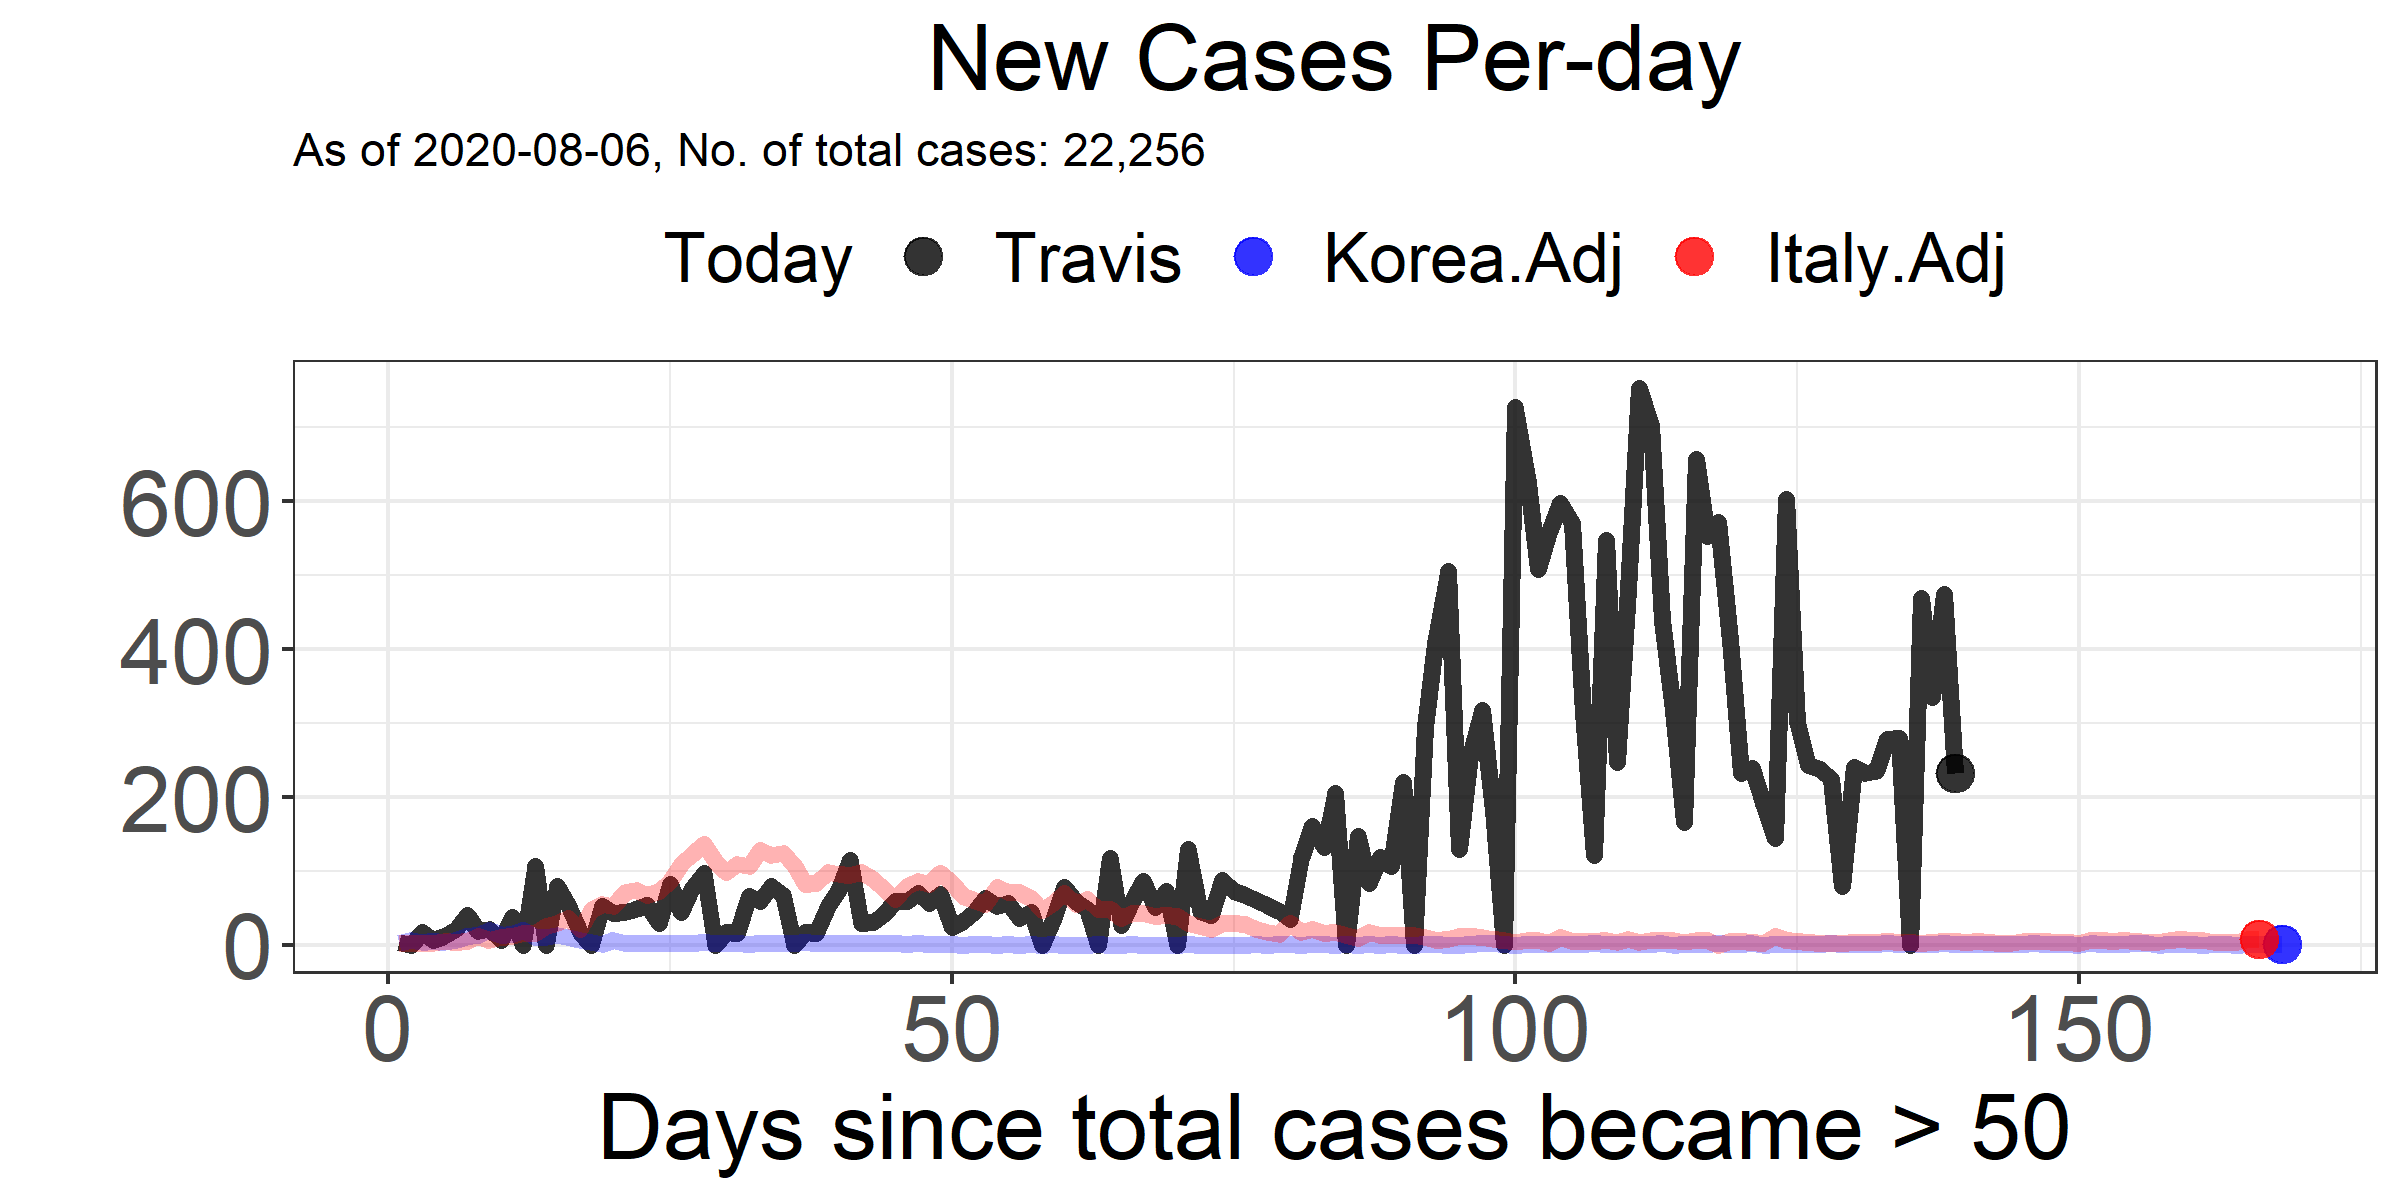 New Cases Per-day
As of 2020-08-06, No. of total cases: 22,256
Today Travis Korea.Adj Italy.Adj
600
400
200
0
0 50 100 150
Days since total cases became > 50